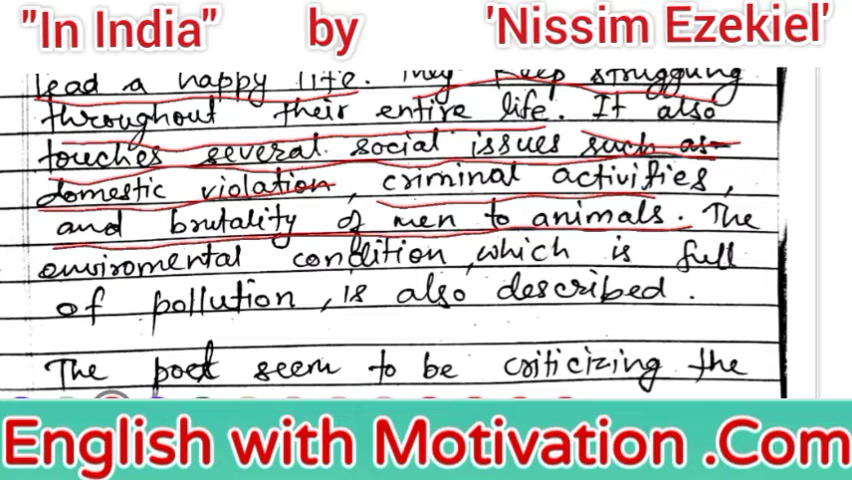 "In India" by 'Nissim Ezekiel'
lead a happy life. They keep struggling
throughout their entire life. It also
touches several social issues such as
domestic violation, criminal activities,
and brutality of men to animals. The
enviromental condition, which is full
of pollution, is also described.
The poet seem to be criticizing the
English with Motivation .Com